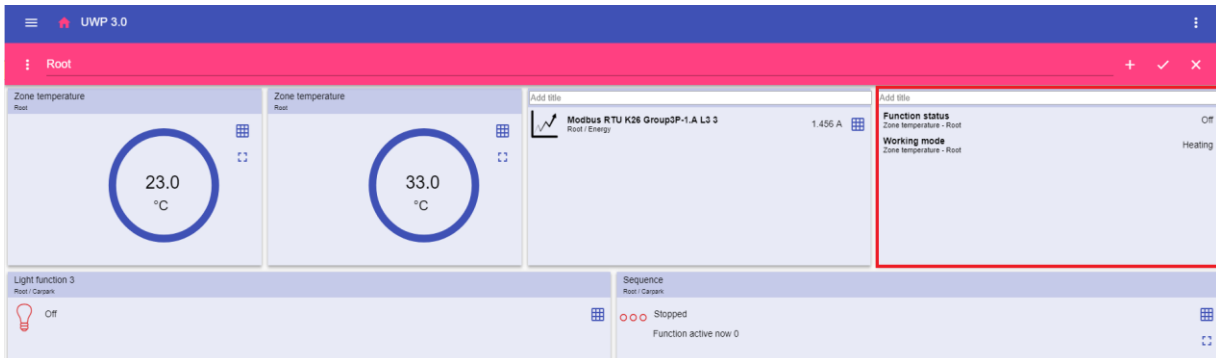 UWP 3.0
Root
Zone temperature
Root
23.0
°C
Zone temperature
Root
33.0
°C
Add title
Modbus RTU K26 Group3P-1.A L3 3
Root / Energy
1.456 A
Add title
Function status
Zone temperature - Root
Off
Working mode
Zone temperature - Root
Heating
Light function 3
Root / Carpark
Off
Sequence
Root / Carpark
Stopped
Function active now 0